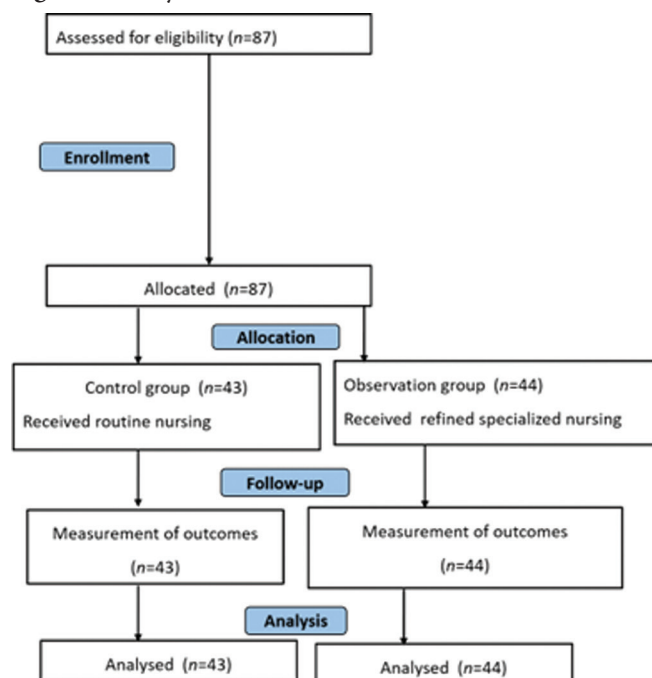 Assessed for eligibility (n=87)
Enrollment
Allocated (n=87)
Allocation
Control group (n=43)
Received routine nursing
Observation group (n=44)
Received refined specialized nursing
Follow-up
Measurement of outcomes
(n=43)
Measurement of outcomes
(n=44)
Analysis
Analysed (n=43)
Analysed (n=44)